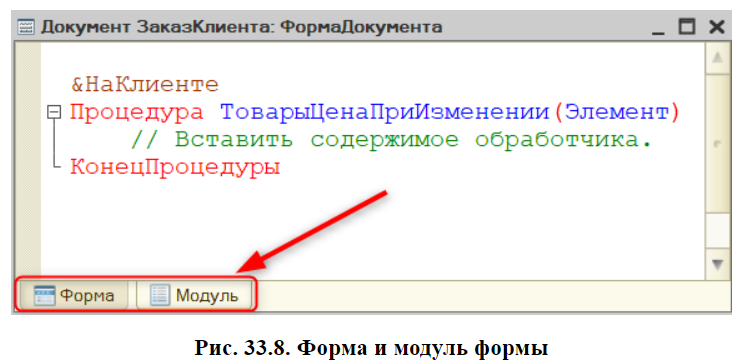 Документ ЗаказКлиента: ФормаДокумента
&НаКлиенте
Процедура ТоварыЦенаПриИзменении(Элемент)
// Вставить содержимое обработчика.
КонецПроцедуры
Форма Модуль
Рис. 33.8. Форма и модуль формы